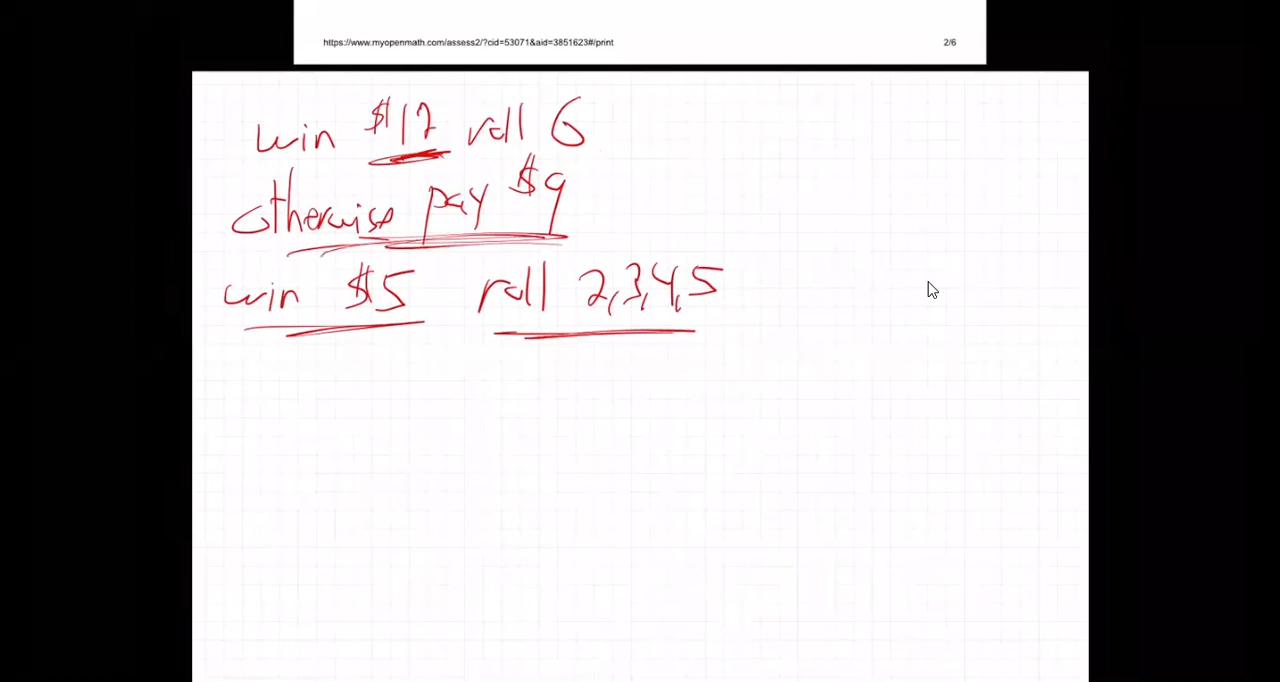 https://www.myopenmath.com/assess2/?cid=53071&aid=3851623#/print 2/6
win $17 roll 6
otherwise pay $9
win $5 roll 2,3,4,5